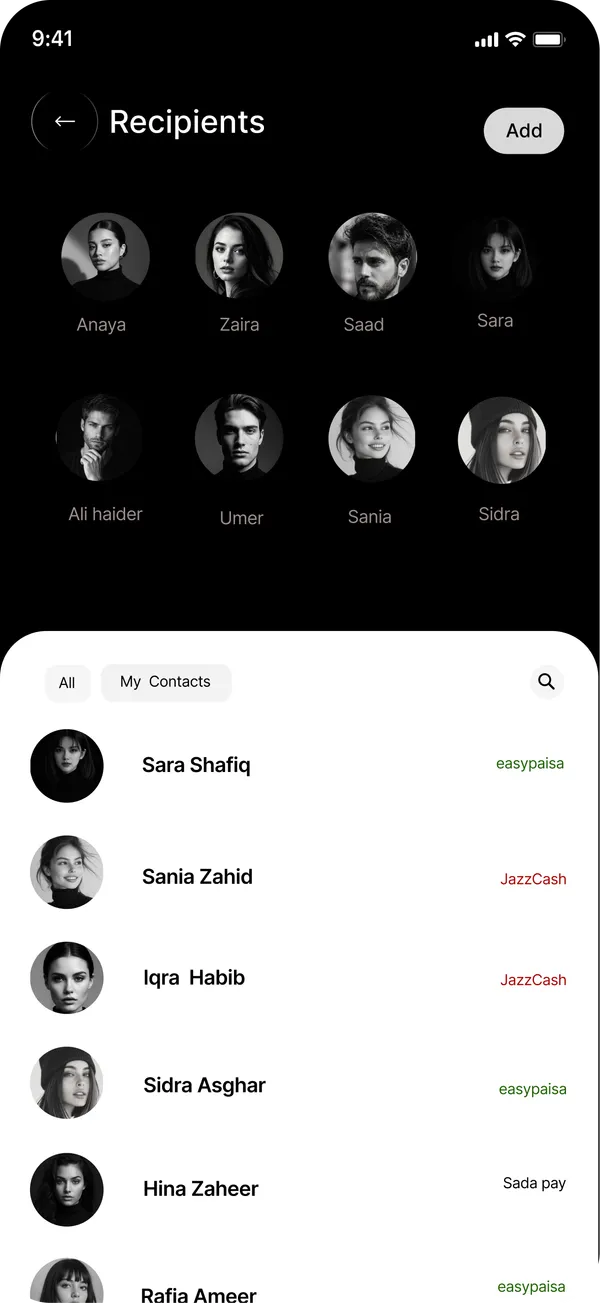 9:41
← Recipients
Add
Anaya Zaira Saad Sara
Ali haider Umer Sania Sidra
All My Contacts
Sara Shafiq easypaisa
Sania Zahid JazzCash
Iqra Habib JazzCash
Sidra Asghar easypaisa
Hina Zaheer Sada pay
Rafia Ameer easypaisa